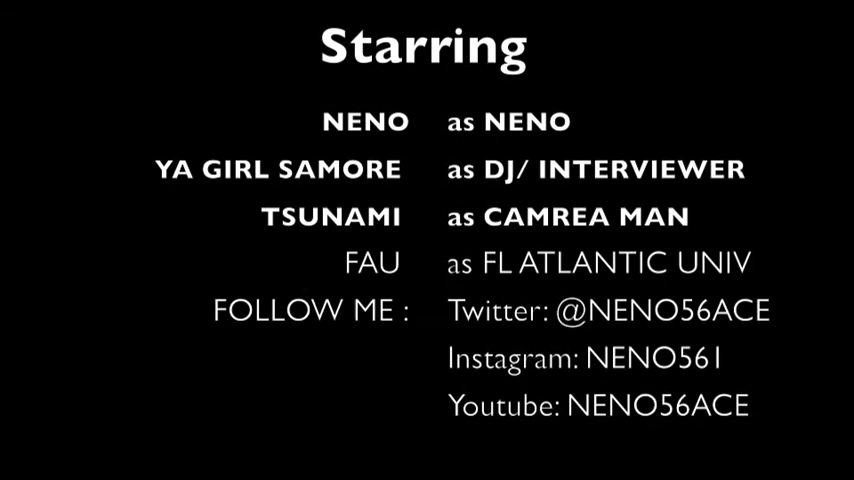 Starring
NENO as NENO
YA GIRL SAMORE as DJ/ INTERVIEWER
TSUNAMI as CAMREA MAN
FAU as FL ATLANTIC UNIV
FOLLOW ME : Twitter: @NENO56ACE
Instagram: NENO561
Youtube: NENO56ACE